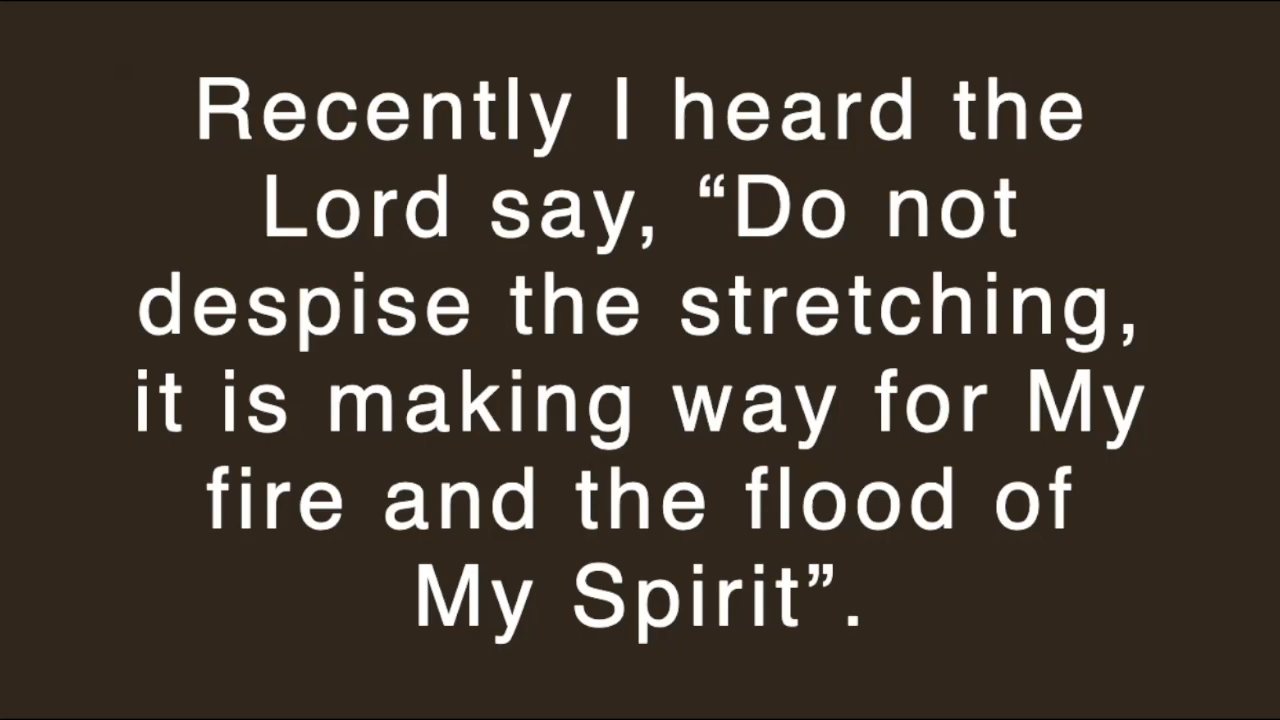 Recently I heard the
Lord say, “Do not
despise the stretching,
it is making way for My
fire and the flood of
My Spirit”.